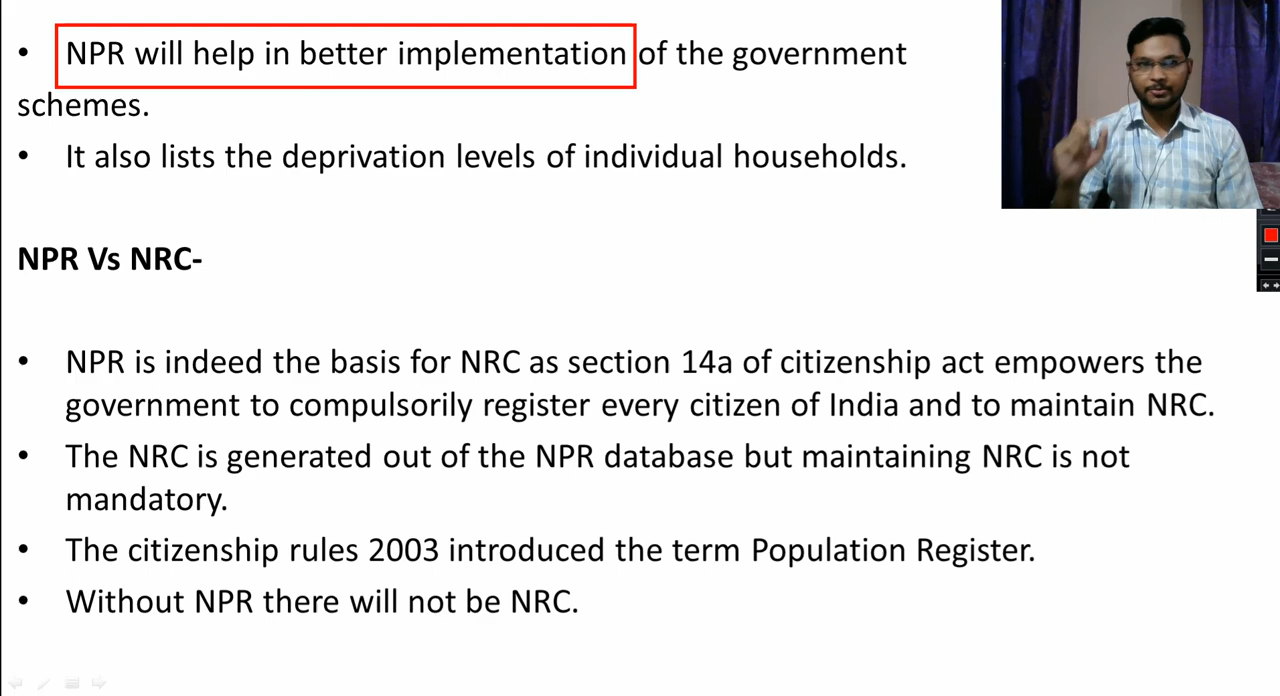 • NPR will help in better implementation of the government
schemes.
• It also lists the deprivation levels of individual households.
NPR Vs NRC-
• NPR is indeed the basis for NRC as section 14a of citizenship act empowers the
government to compulsorily register every citizen of India and to maintain NRC.
• The NRC is generated out of the NPR database but maintaining NRC is not
mandatory.
• The citizenship rules 2003 introduced the term Population Register.
• Without NPR there will not be NRC.